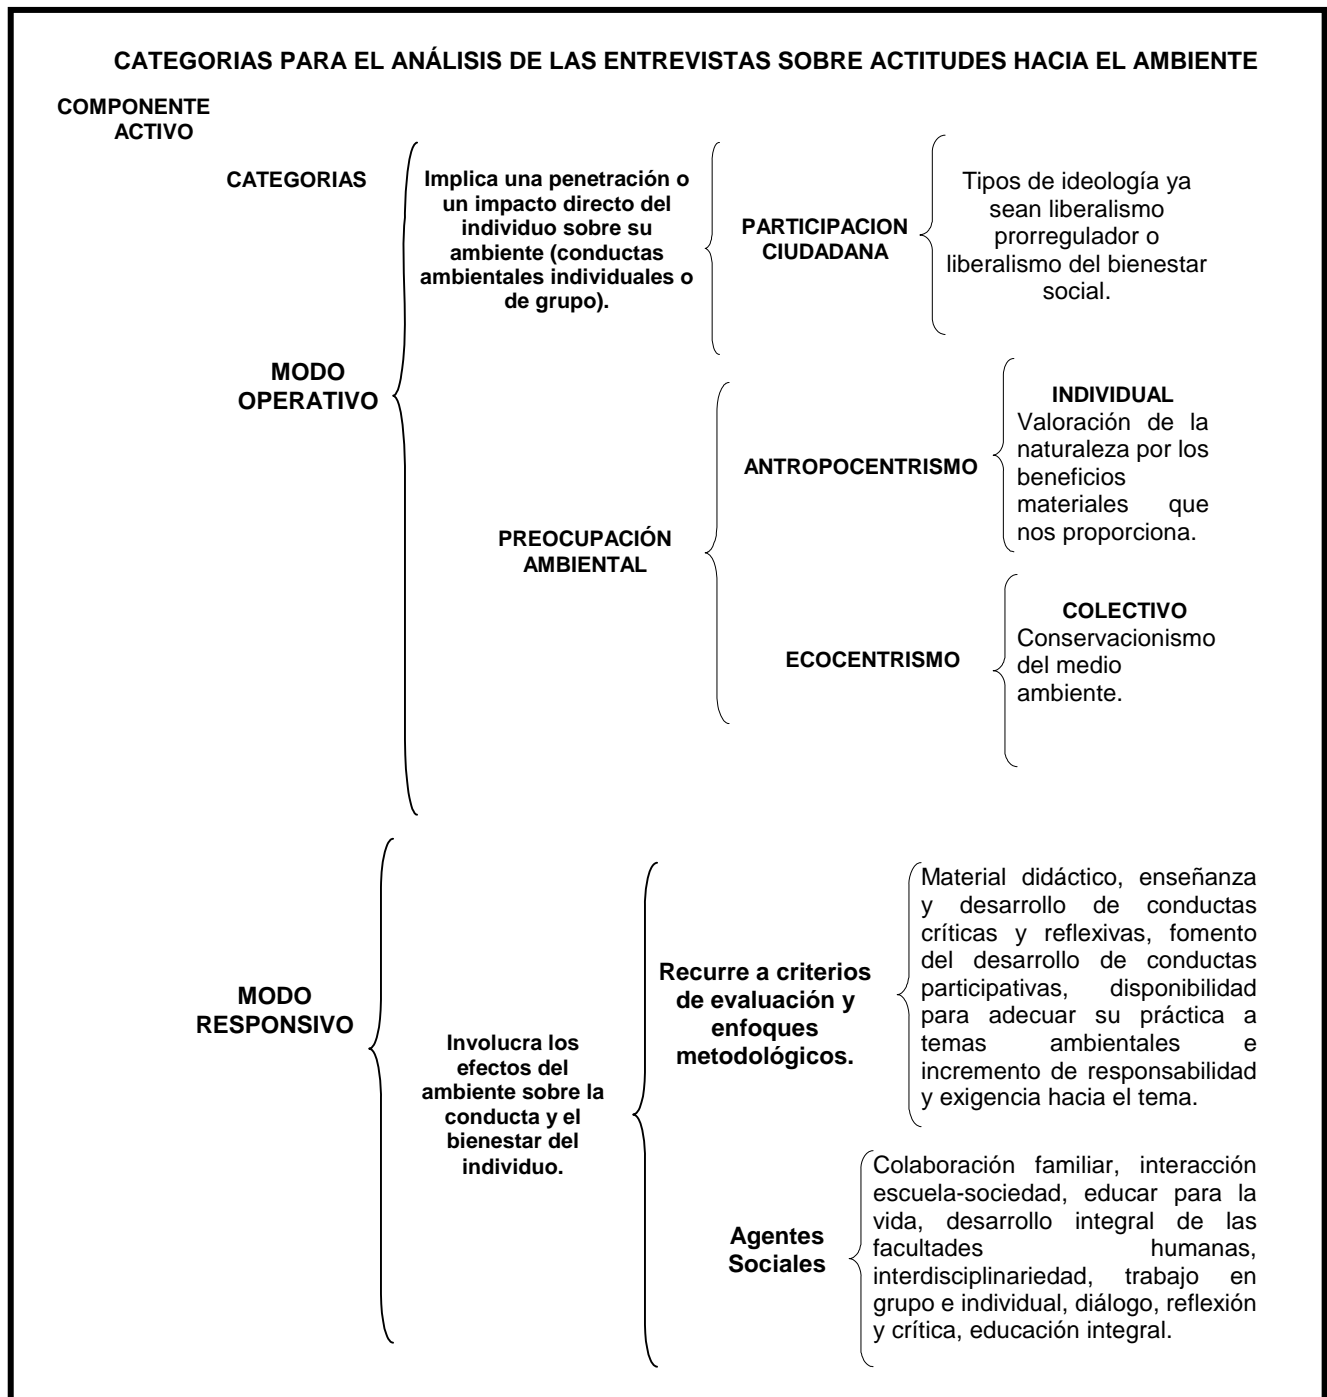 CATEGORIAS PARA EL ANÁLISIS DE LAS ENTREVISTAS SOBRE ACTITUDES HACIA EL AMBIENTE
COMPONENTE
ACTIVO
CATEGORIAS
MODO
OPERATIVO
Implica una penetración o
un impacto directo del
individuo sobre su
ambiente (conductas
ambientales individuales o
de grupo).
PARTICIPACION
CIUDADANA
Tipos de ideología ya
sean liberalismo
prorregulador o
liberalismo del bienestar
social.
PREOCUPACIÓN
AMBIENTAL
ANTROPOCENTRISMO
INDIVIDUAL
Valoración de la
naturaleza por los
beneficios
materiales que
nos proporciona.
ECOCENTRISMO
COLECTIVO
Conservacionismo
del medio
ambiente.
MODO
RESPONSIVO
Involucra los
efectos del
ambiente sobre la
conducta y el
bienestar del
individuo.
Recurre a criterios
de evaluación y
enfoques
metodológicos.
Material didáctico, enseñanza
y desarrollo de conductas
críticas y reflexivas, fomento
del desarrollo de conductas
participativas, disponibilidad
para adecuar su práctica a
temas ambientales e
incremento de responsabilidad
y exigencia hacia el tema.
Agentes
Sociales
Colaboración familiar, interacción
escuela-sociedad, educar para la
vida, desarrollo integral de las
facultades humanas,
interdisciplinariedad, trabajo en
grupo e individual, diálogo, reflexión
y crítica, educación integral.